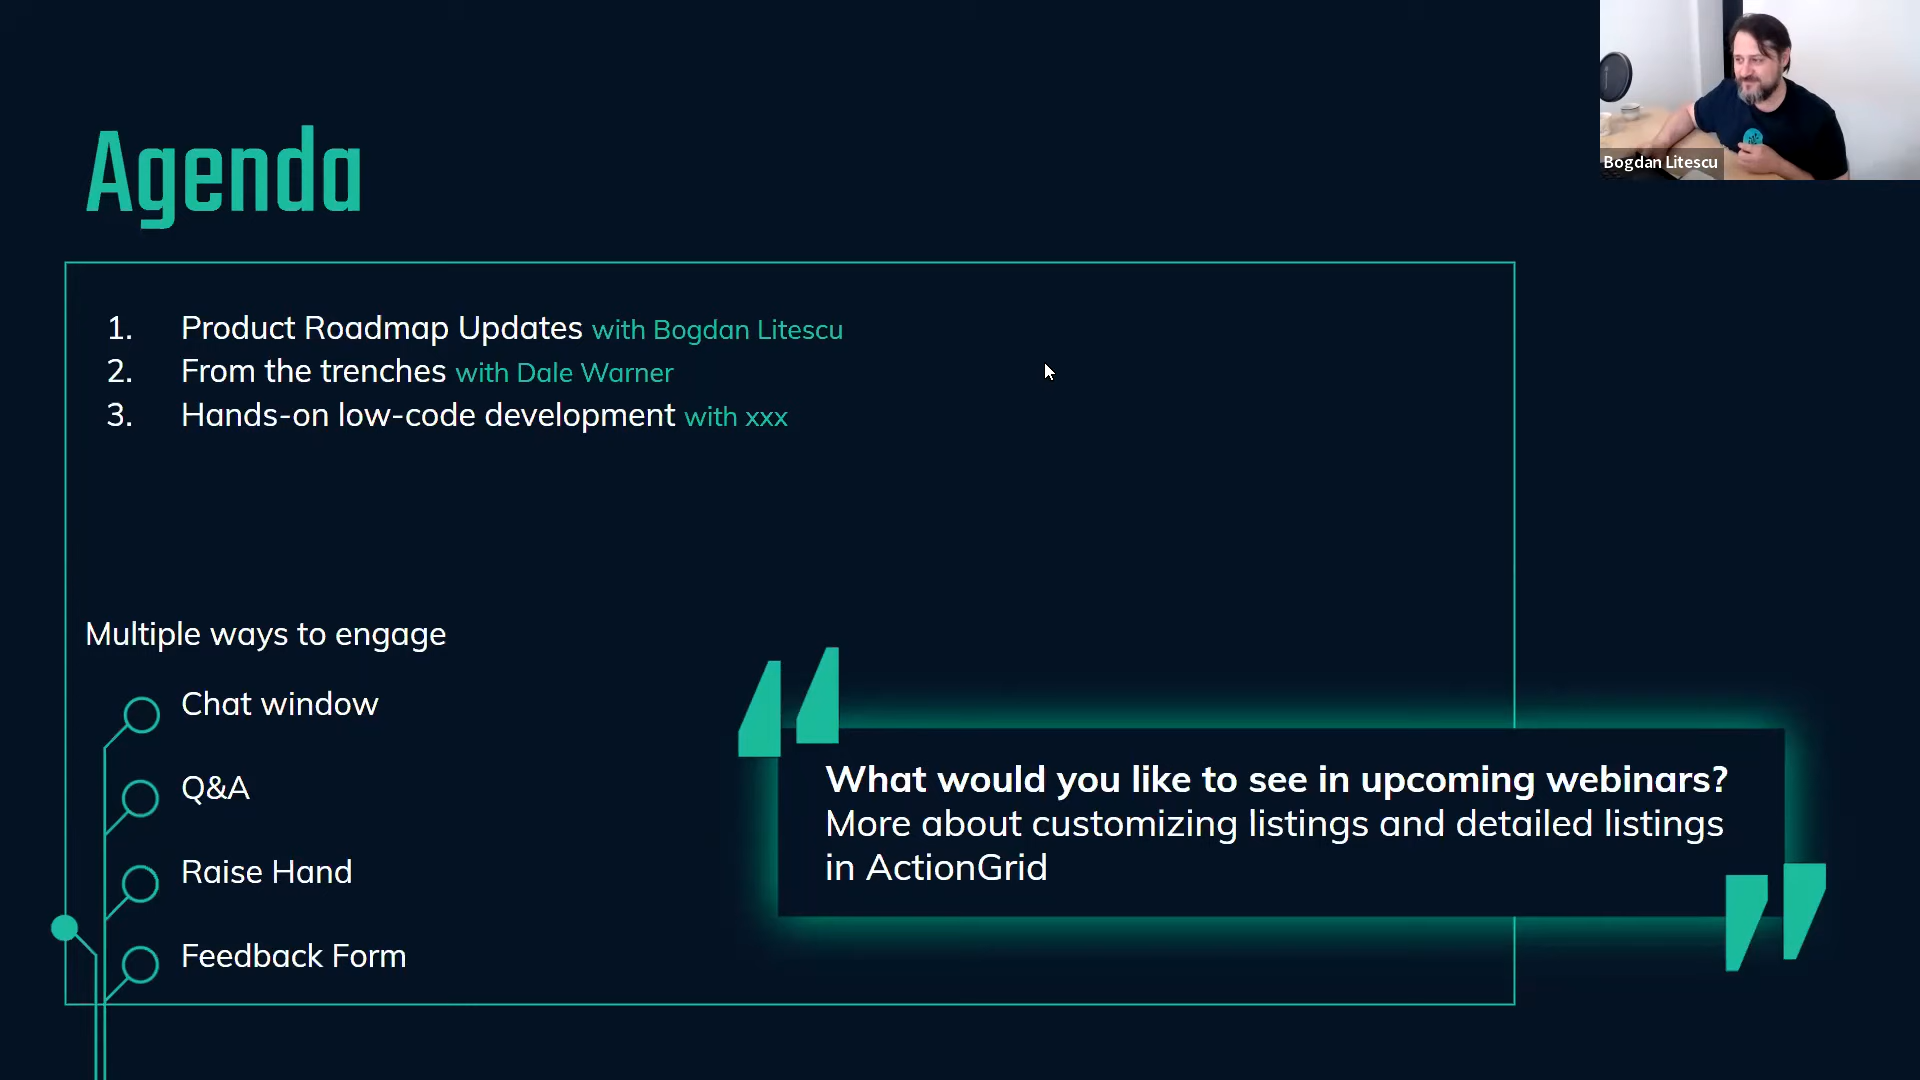 Agenda
Bogdan Litescu
1. Product Roadmap Updates with Bogdan Litescu
2. From the trenches with Dale Warner
3. Hands-on low-code development with xxx
Multiple ways to engage
Chat window
Q&A
Raise Hand
Feedback Form
What would you like to see in upcoming webinars?
More about customizing listings and detailed listings
in ActionGrid